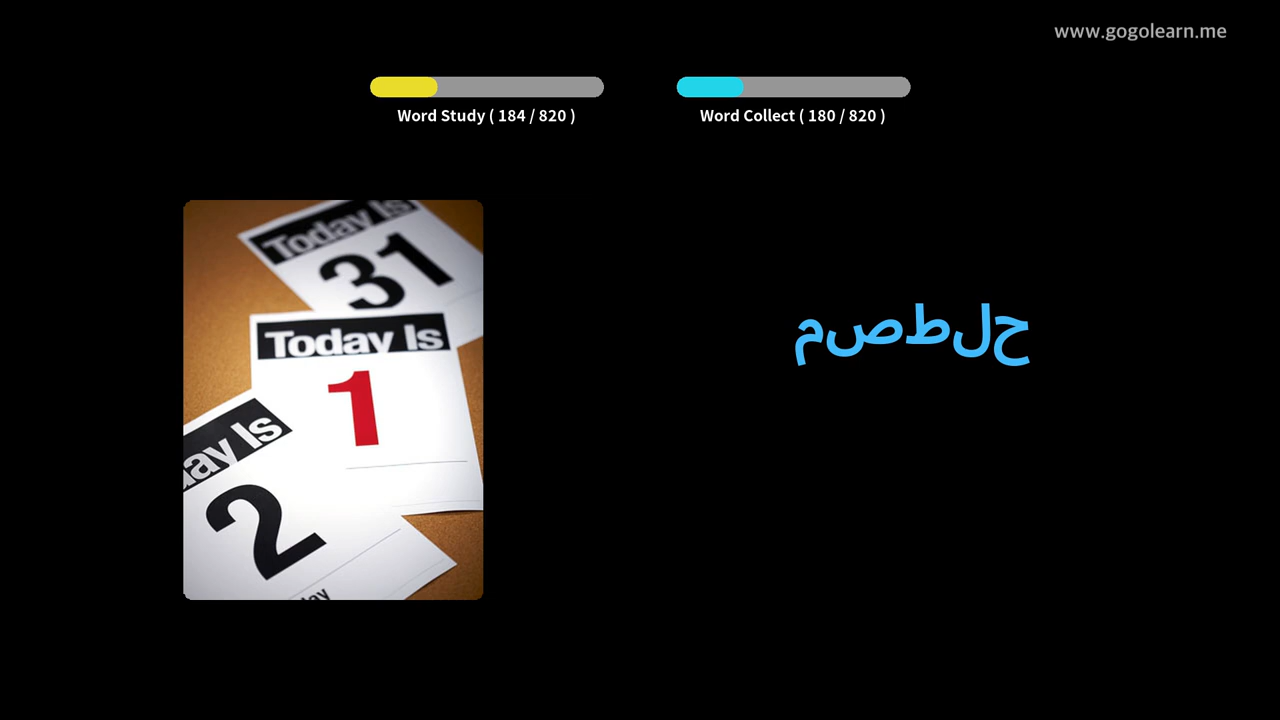 www.gogolearn.me
Word Study ( 184 / 820 )
Word Collect ( 180 / 820 )
Today Is
31
Today Is
1
ay Is
2
مصطلح